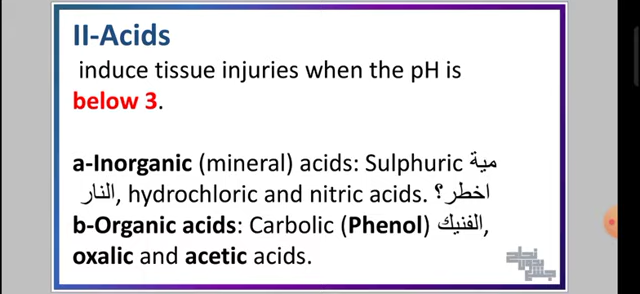 II-Acids
induce tissue injuries when the pH is
below 3.
a-Inorganic (mineral) acids: Sulphuric مية
النار, hydrochloric and nitric acids. اخطر؟
b-Organic acids: Carbolic (Phenol) الفنيك,
oxalic and acetic acids.